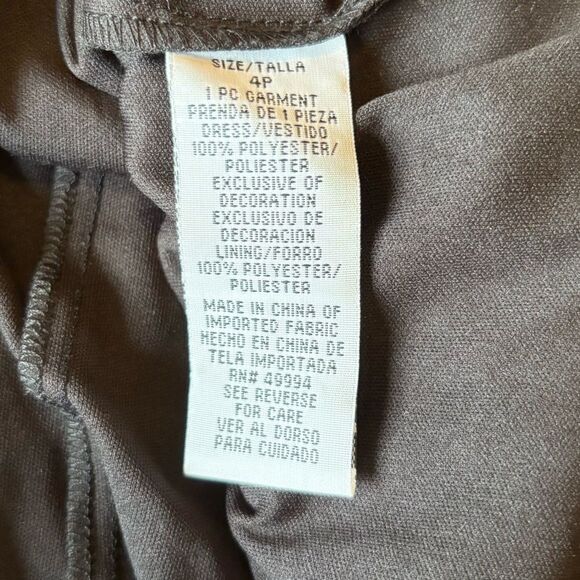 SIZE/TALLA
4P
1 PC GARMENT
PRENDA DE 1 PIEZA
DRESS/VESTIDO
100% POLYESTER/
POLIESTER
EXCLUSIVE OF
DECORATION
EXCLUSIVO DE
DECORACION
LINING/FORRO
100% POLYESTER/
POLIESTER
MADE IN CHINA OF
IMPORTED FABRIC
HECHO EN CHINA DE
TELA IMPORTADA
RN# 49994
SEE REVERSE
FOR CARE
VER AL DORSO
PARA CUIDADO